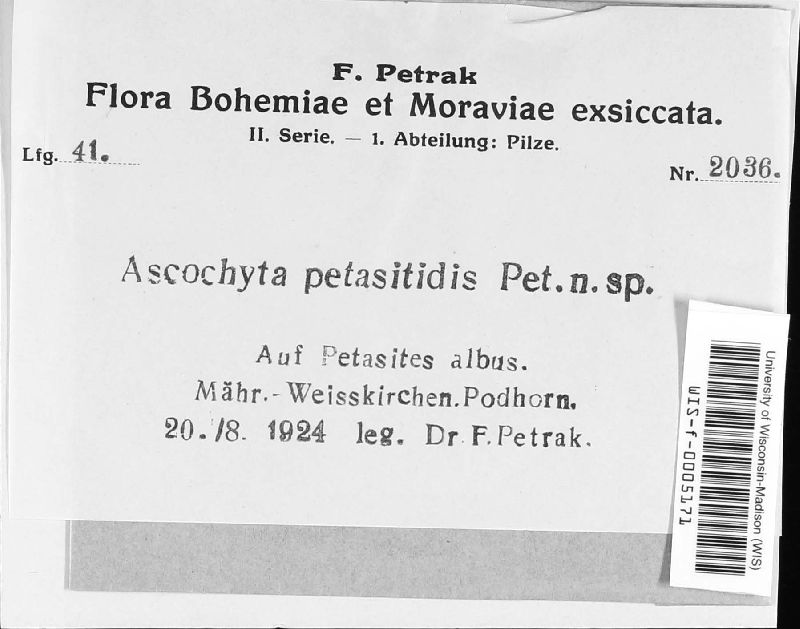 F. Petrak
Flora Bohemiae et Moraviae exsiccata.
II. Serie. — 1. Abteilung: Pilze.
Lfg. 41.
Nr. 2036.
Ascochyta petasitidis Pet. n. sp.
Auf Petasites albus.
Mähr.-Weisskirchen. Podhorn.
20./8. 1924 leg. Dr. F. Petrak.
University of Wisconsin-Madison (WIS)
WIS-f-0005171